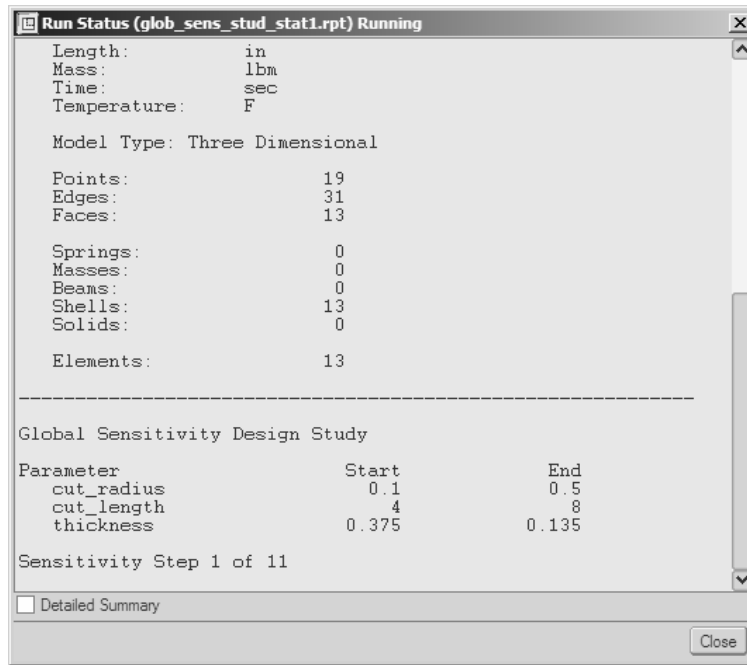 Run Status (glob_sens_stud_stat1.rpt) Running
Length: in
Mass: lbm
Time: sec
Temperature: F
Model Type: Three Dimensional
Points: 19
Edges: 31
Faces: 13
Springs: 0
Masses: 0
Beams: 0
Shells: 13
Solids: 0
Elements: 13
------------------------------------------------------------
Global Sensitivity Design Study
Parameter Start End
cut_radius 0.1 0.5
cut_length 4 8
thickness 0.375 0.135
Sensitivity Step 1 of 11
Detailed Summary
Close